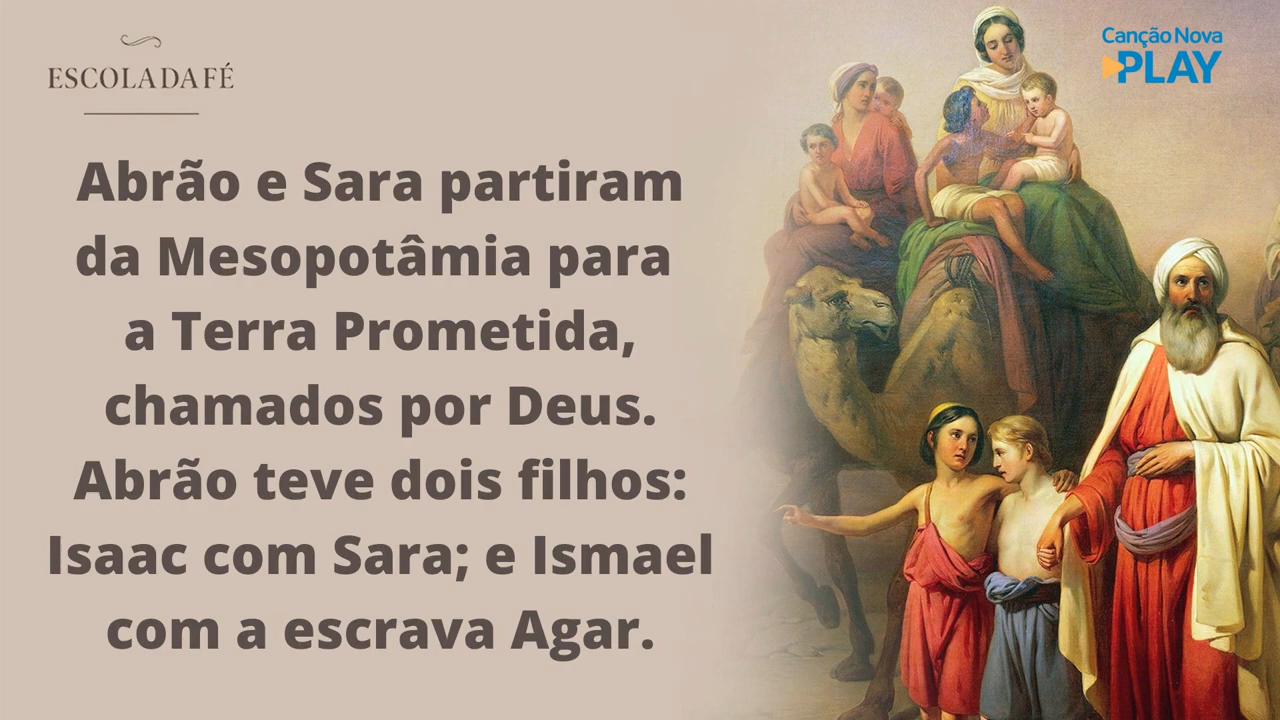 ESCOLADAFÉ
Canção Nova
PLAY
Abrão e Sara partiram
da Mesopotâmia para
a Terra Prometida,
chamados por Deus.
Abrão teve dois filhos:
Isaac com Sara; e Ismael
com a escrava Agar.